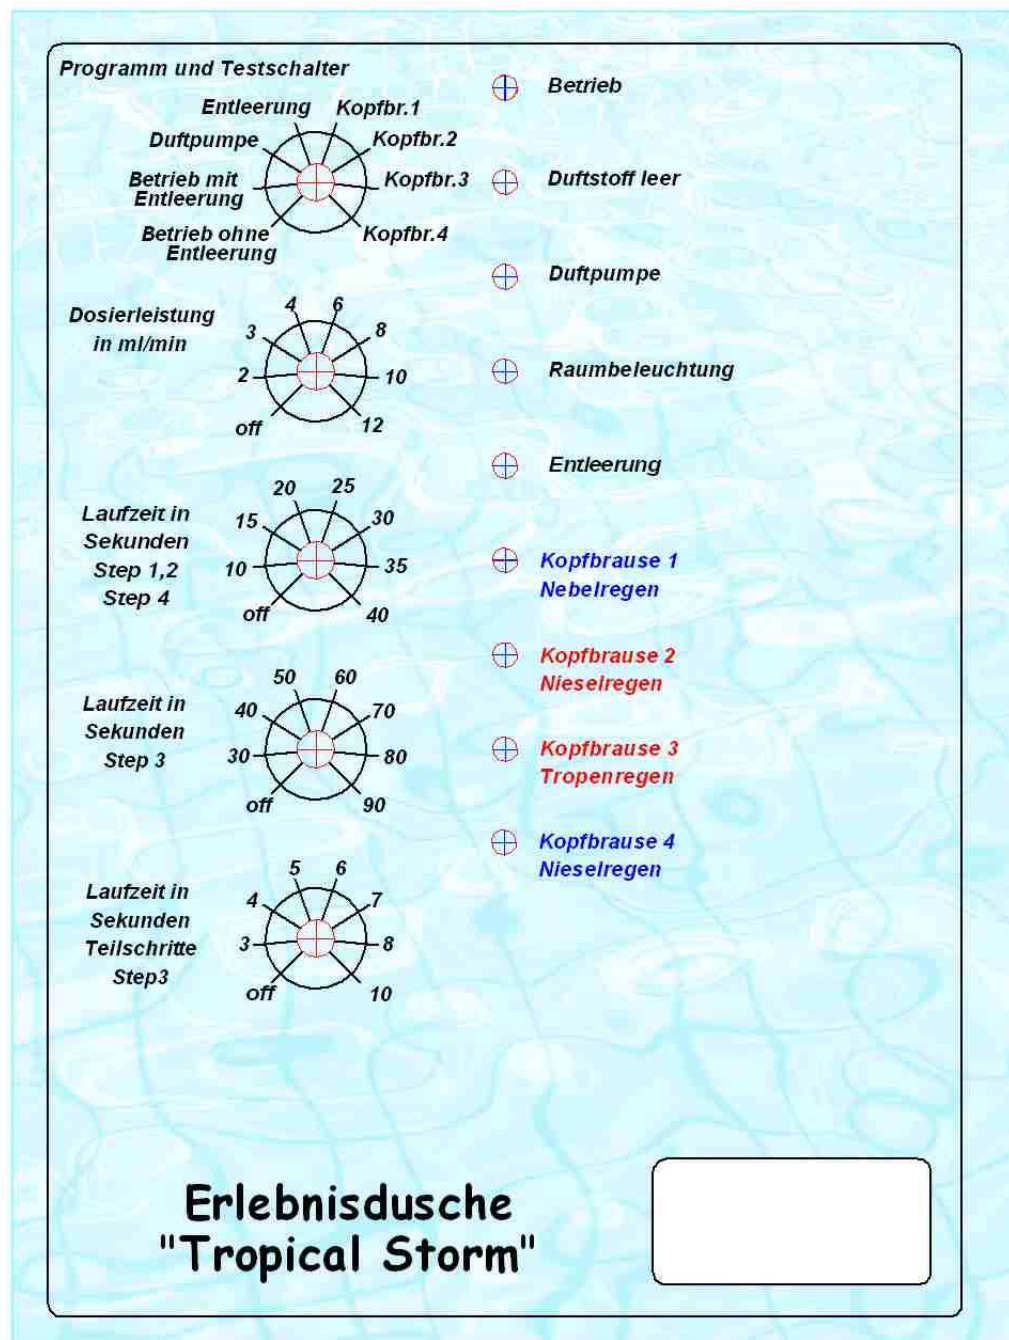 Programm und Testschalter
Entleerung
Kopfbr.1
Duftpumpe
Kopfbr.2
Betrieb mit
Entleerung
Kopfbr.3
Betrieb ohne
Entleerung
Kopfbr.4
Dosierleistung
in ml/min
4
6
3
8
2
10
off
12
Laufzeit in
Sekunden
Step 1,2
Step 4
20
25
15
30
10
35
off
40
Laufzeit in
Sekunden
Step 3
50
60
40
70
30
80
off
90
Laufzeit in
Sekunden
Teilschritte
Step3
5
6
4
7
3
8
off
10
Betrieb
Duftstoff leer
Duftpumpe
Raumbeleuchtung
Entleerung
Kopfbrause 1
Nebelregen
Kopfbrause 2
Nieselregen
Kopfbrause 3
Tropenregen
Kopfbrause 4
Nieselregen
Erlebnisdusche
"Tropical Storm"